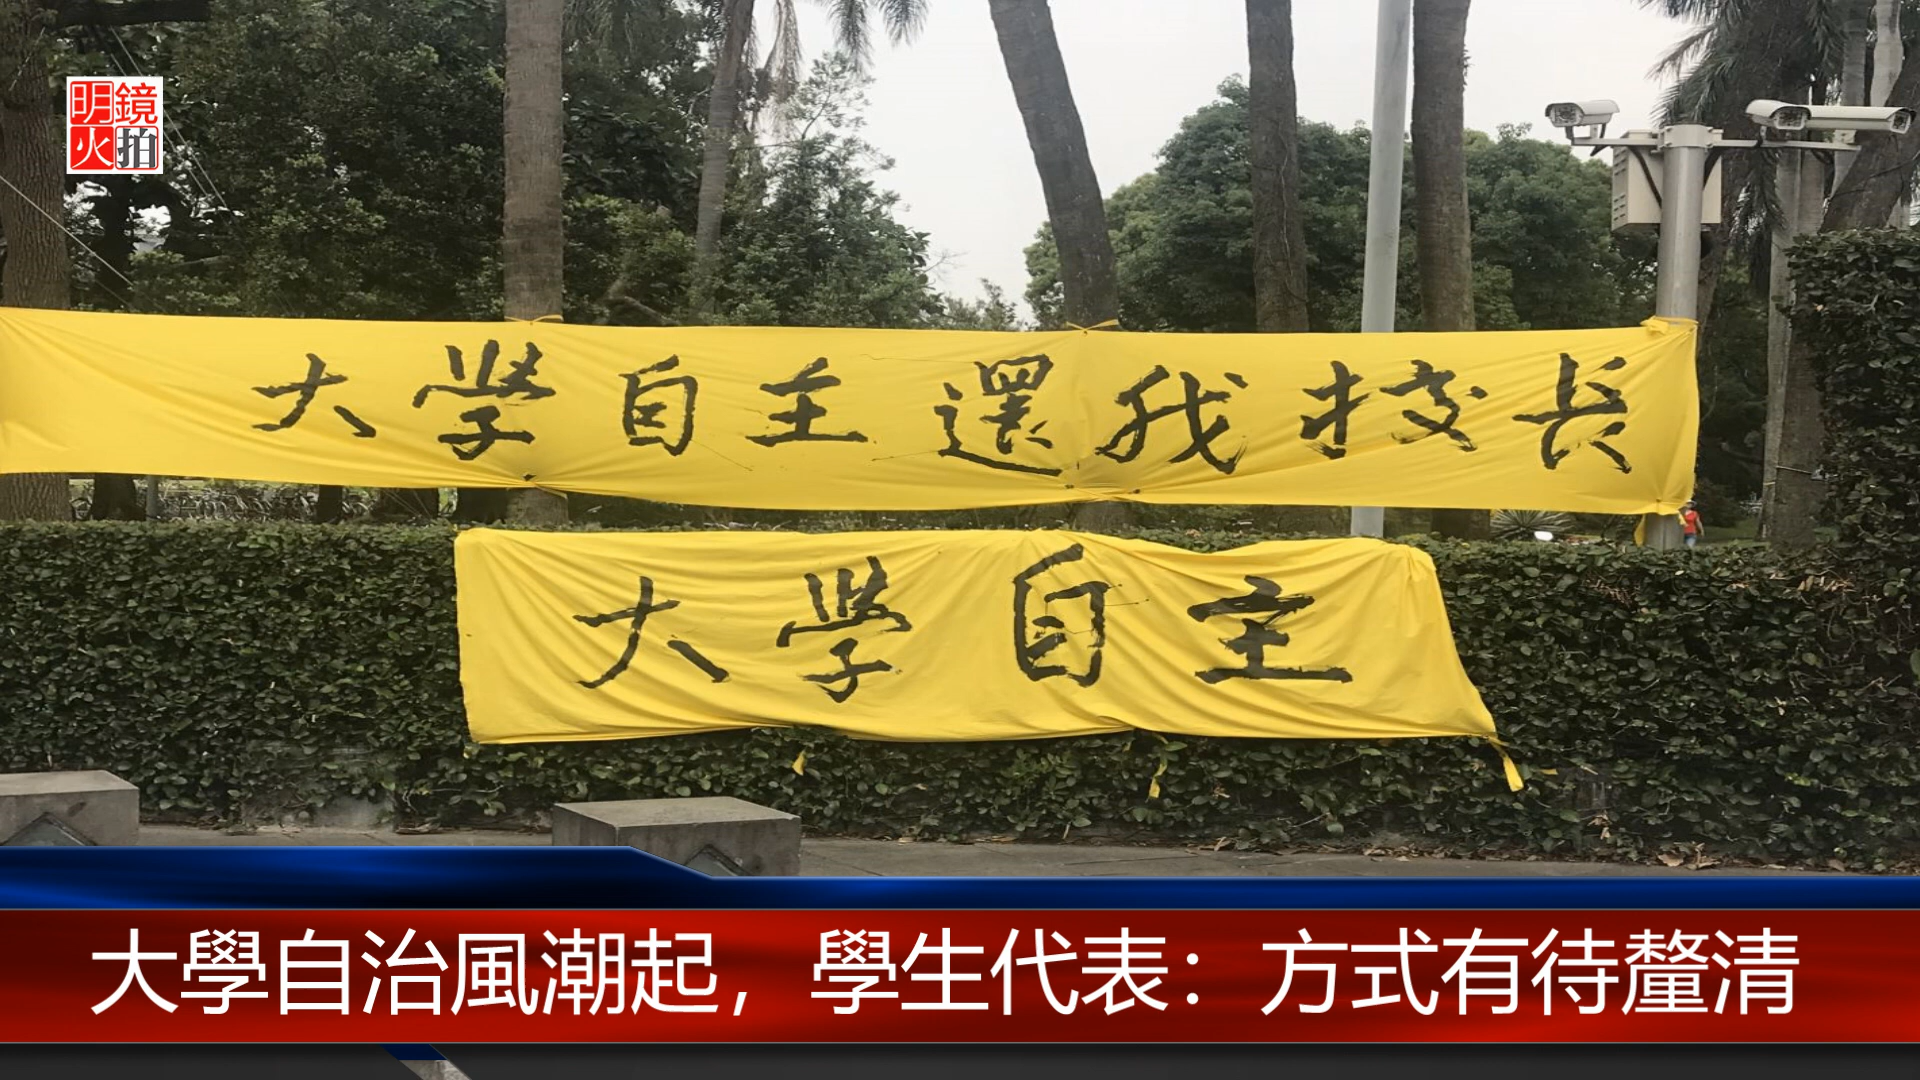 明鏡
火拍
大學自主還我校長
大學自主
大學自治風潮起，學生代表：方式有待釐清